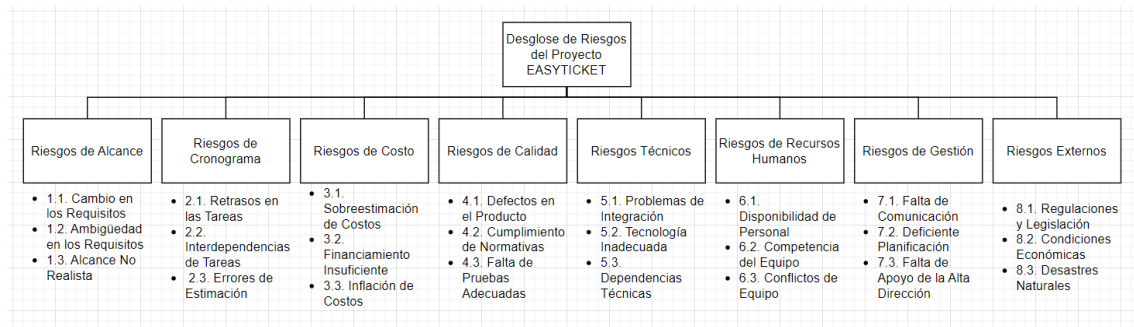 Desglose de Riesgos
del Proyecto
EASYTICKET
Riesgos de Alcance
• 1.1. Cambio en
los Requisitos
• 1.2. Ambigüedad
en los Requisitos
• 1.3. Alcance No
Realista
Riesgos de
Cronograma
• 2.1. Retrasos en
las Tareas
• 2.2.
Interdependencias
de Tareas
• 2.3. Errores de
Estimación
Riesgos de Costo
• 3.1.
Sobreestimación
de Costos
• 3.2.
Financiamiento
Insuficiente
• 3.3. Inflación de
Costos
Riesgos de Calidad
• 4.1. Defectos en
el Producto
• 4.2. Cumplimiento
de Normativas
• 4.3. Falta de
Pruebas
Adecuadas
Riesgos Técnicos
• 5.1. Problemas de
Integración
• 5.2. Tecnología
Inadecuada
• 5.3.
Dependencias
Técnicas
Riesgos de Recursos
Humanos
• 6.1.
Disponibilidad de
Personal
• 6.2. Competencia
del Equipo
• 6.3. Conflictos de
Equipo
Riesgos de Gestión
• 7.1. Falta de
Comunicación
• 7.2. Deficiente
Planificación
• 7.3. Falta de
Apoyo de la Alta
Dirección
Riesgos Externos
• 8.1. Regulaciones
y Legislación
• 8.2. Condiciones
Económicas
• 8.3. Desastres
Naturales